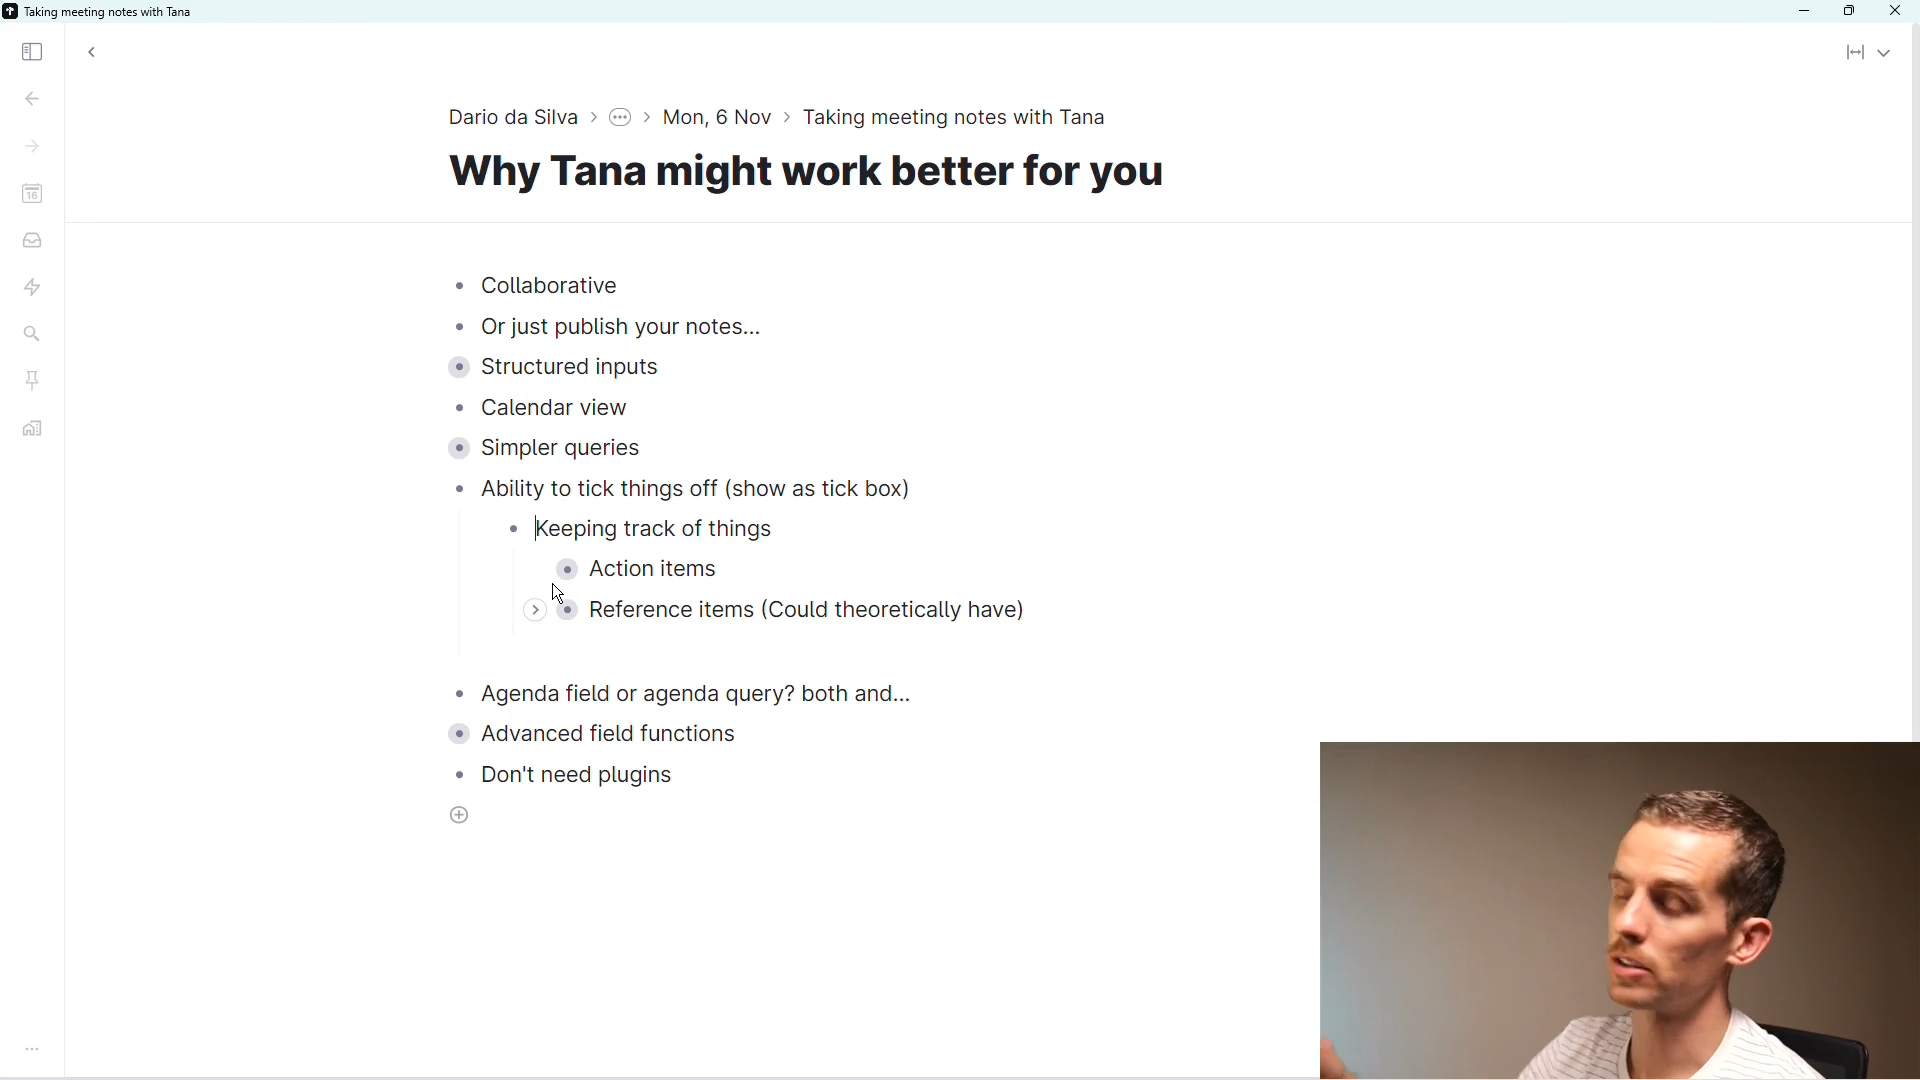 Taking meeting notes with Tana
Dario da Silva > ... > Mon, 6 Nov > Taking meeting notes with Tana
Why Tana might work better for you
16
Collaborative
Or just publish your notes...
Structured inputs
Calendar view
Simpler queries
Ability to tick things off (show as tick box)
Keeping track of things
Action items
Reference items (Could theoretically have)
Agenda field or agenda query? both and...
Advanced field functions
Don't need plugins